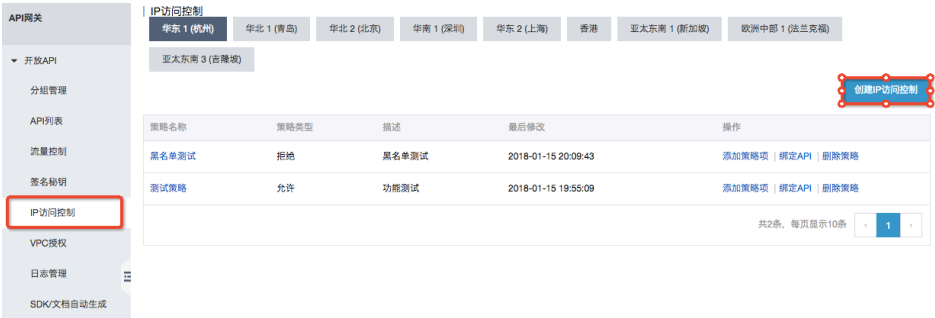 API网关
开放API
分组管理
API列表
流量控制
签名秘钥
IP访问控制
VPC授权
日志管理
SDK/文档自动生成
IP访问控制
华东 1 (杭州) 华北 1 (青岛) 华北 2 (北京) 华南 1 (深圳) 华东 2 (上海) 香港 亚太东南 1 (新加坡) 欧洲中部 1 (法兰克福)
亚太东南 3 (吉隆坡)
创建IP访问控制
策略名称 策略类型 描述 最后修改 操作
黑名单测试 拒绝 黑名单测试 2018-01-15 20:09:43 添加策略项 | 绑定API | 删除策略
测试策略 允许 功能测试 2018-01-15 19:55:09 添加策略项 | 绑定API | 删除策略
共2条, 每页显示10条 ‹ 1 ›